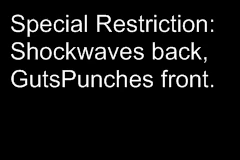 Special Restriction:
Shockwaves back,
GutsPunches front.